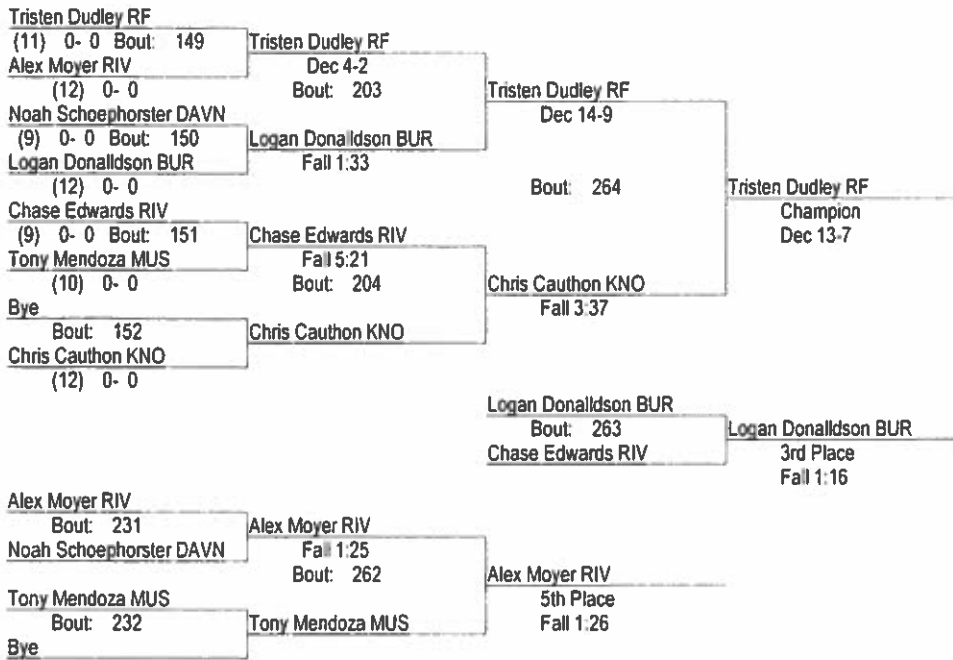 Tristen Dudley RF
(11) 0- 0 Bout: 149
Alex Moyer RIV
(12) 0- 0
Noah Schoephorster DAVN
(9) 0- 0 Bout: 150
Logan Donalldson BUR
(12) 0- 0
Chase Edwards RIV
(9) 0- 0 Bout: 151
Tony Mendoza MUS
(10) 0- 0
Bye
Bout: 152
Chris Cauthon KNO
(12) 0- 0
Tristen Dudley RF
Dec 4-2
Bout: 203
Logan Donalldson BUR
Fall 1:33
Chase Edwards RIV
Fall 5:21
Bout: 204
Chris Cauthon KNO
Tristen Dudley RF
Dec 14-9
Bout: 264
Chris Cauthon KNO
Fall 3:37
Tristen Dudley RF
Champion
Dec 13-7
Logan Donalldson BUR
Bout: 263
Chase Edwards RIV
Logan Donalldson BUR
3rd Place
Fall 1:16
Alex Moyer RIV
Bout: 231
Noah Schoephorster DAVN
Tony Mendoza MUS
Bout: 232
Bye
Alex Moyer RIV
Fall 1:25
Bout: 262
Tony Mendoza MUS
Alex Moyer RIV
5th Place
Fall 1:26